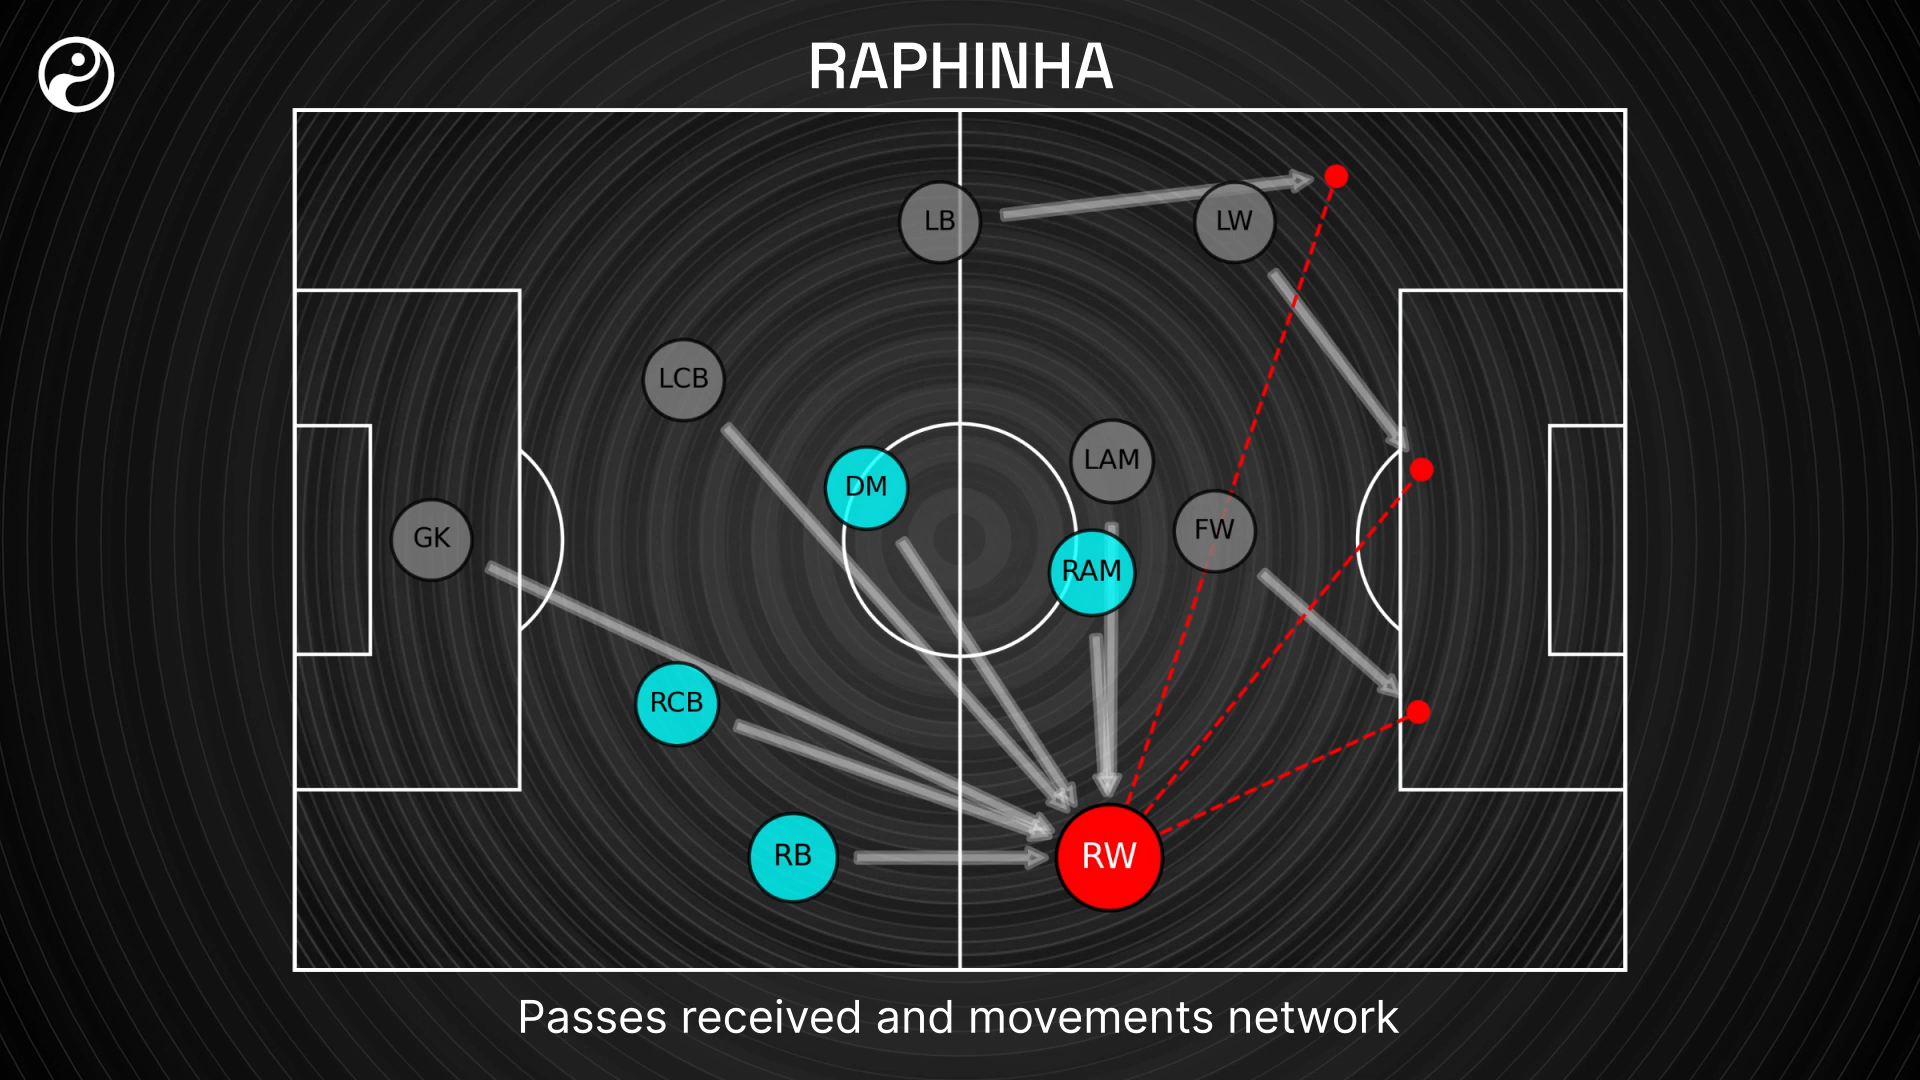 RAPHINHA
LB
LW
LCB
LAM
DM
FW
GK
RAM
RCB
RB
RW
Passes received and movements network